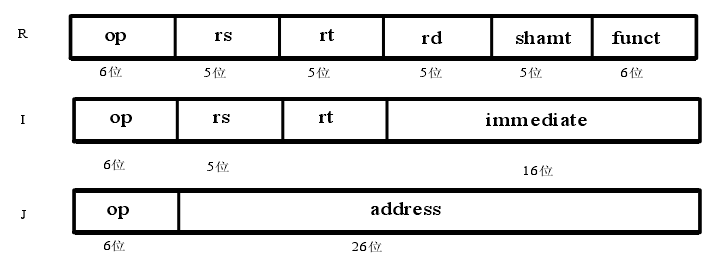 R op rs rt rd shamt funct
6位 5位 5位 5位 5位 6位
I op rs rt immediate
6位 5位 16位
J op address
6位 26位